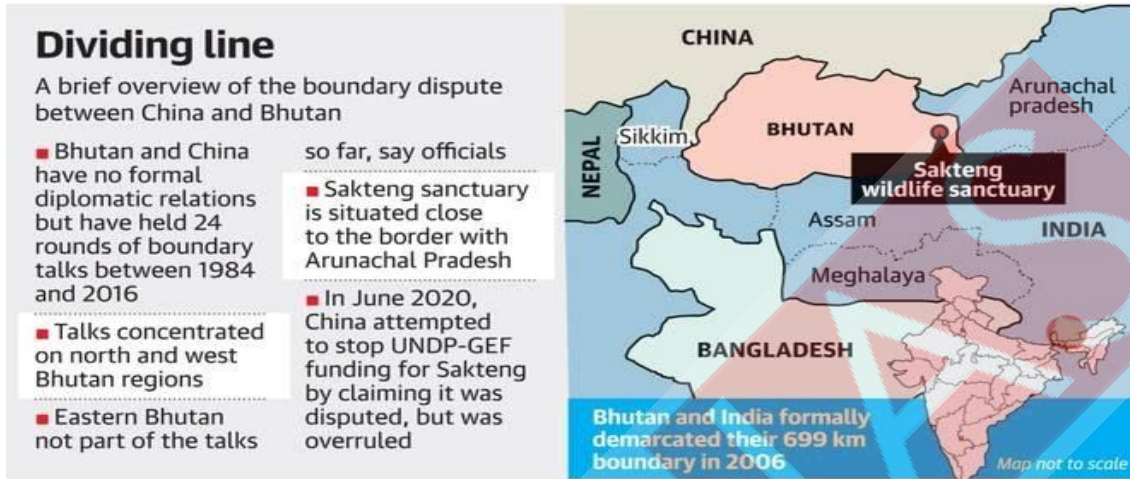 Dividing line
A brief overview of the boundary dispute
between China and Bhutan
■ Bhutan and China
have no formal
diplomatic relations
but have held 24
rounds of boundary
talks between 1984
and 2016
■ Talks concentrated
on north and west
Bhutan regions
■ Eastern Bhutan
not part of the talks
so far, say officials
■ Sakteng sanctuary
is situated close
to the border with
Arunachal Pradesh
■ In June 2020,
China attempted
to stop UNDP-GEF
funding for Sakteng
by claiming it was
disputed, but was
overruled
CHINA
Arunachal
pradesh
BHUTAN
Sikkim
NEPAL
Sakteng
wildlife sanctuary
Assam
INDIA
Meghalaya
BANGLADESH
Bhutan and India formally
demarcated their 699 km
boundary in 2006
Map not to scale